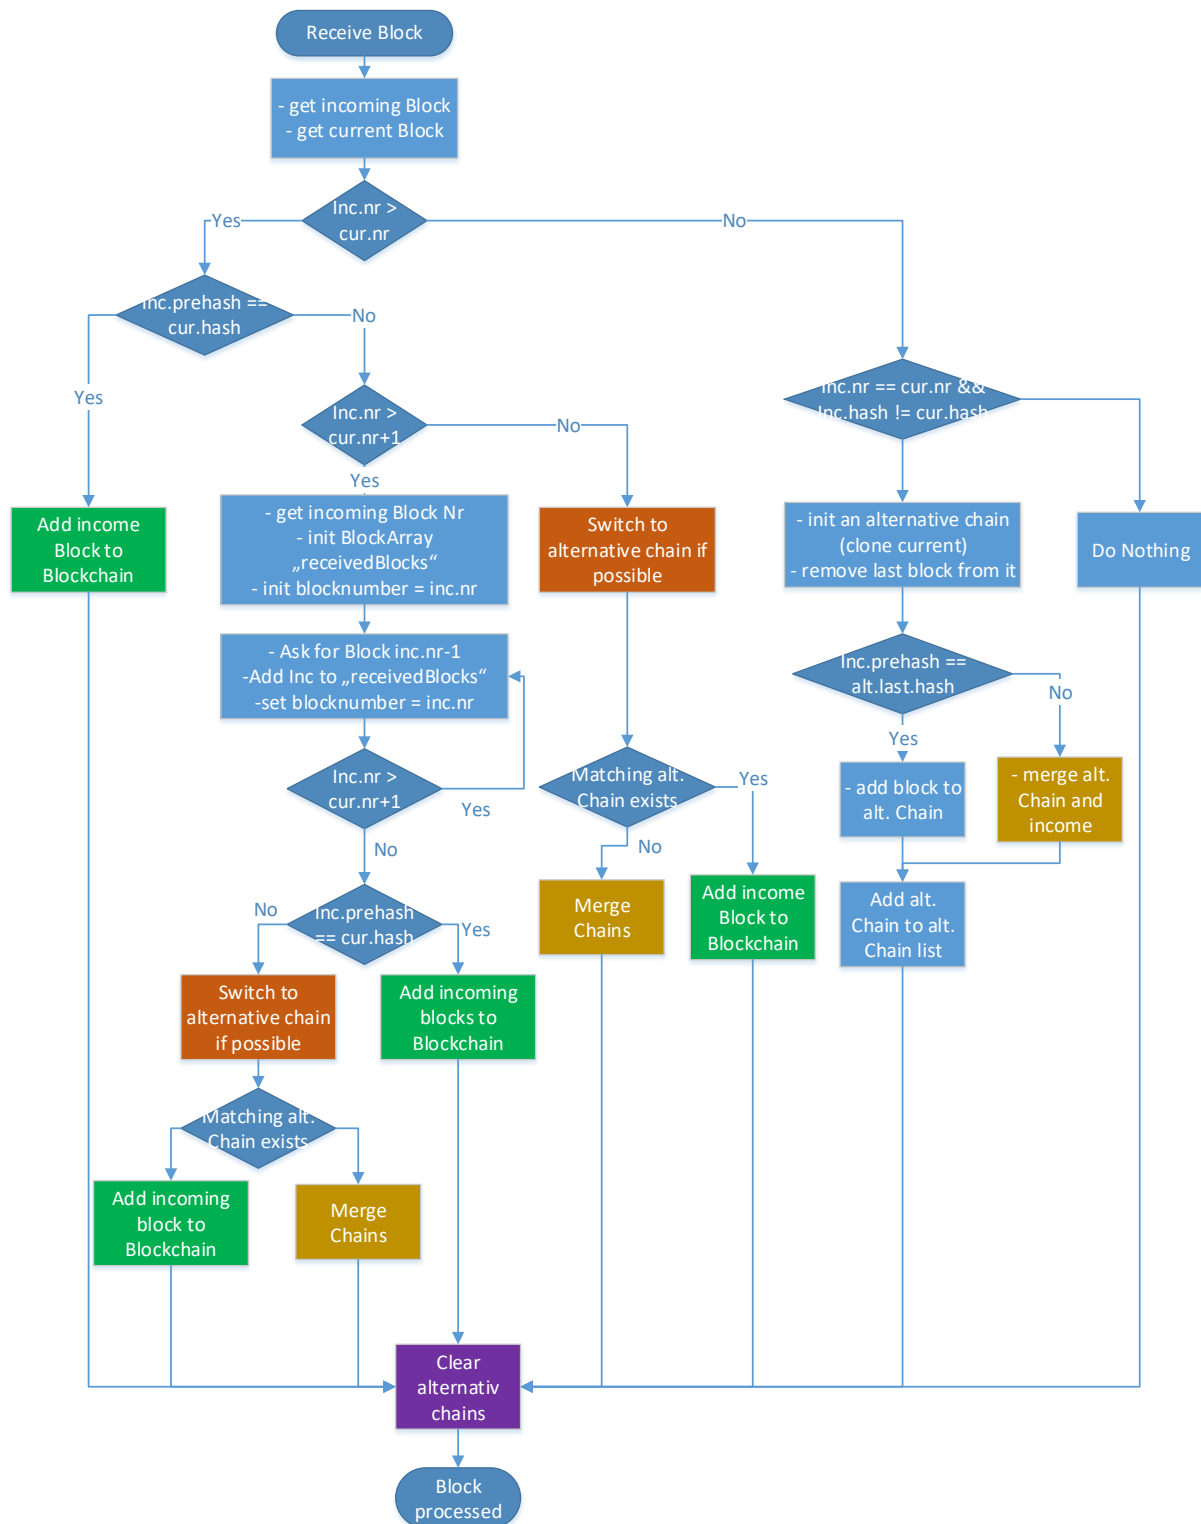 Receive Block
- get incoming Block
- get current Block
Inc.nr >
cur.nr
Yes
No
Inc.prehash ==
cur.hash
No
Yes
Inc.nr >
cur.nr+1
No
Yes
Inc.nr == cur.nr &&
Inc.hash != cur.hash
Add income
Block to
Blockchain
- get incoming Block Nr
- init BlockArray
„receivedBlocks“
- init blocknumber = inc.nr
Switch to
alternative chain if
possible
- init an alternative chain
(clone current)
- remove last block from it
Do Nothing
- Ask for Block inc.nr-1
-Add Inc to „receivedBlocks“
-set blocknumber = inc.nr
Inc.prehash ==
alt.last.hash
No
Yes
Inc.nr >
cur.nr+1
Yes
No
Matching alt.
Chain exists
Yes
No
- add block to
alt. Chain
- merge alt.
Chain and
income
Inc.prehash
== cur.hash
No
Yes
Merge
Chains
Add income
Block to
Blockchain
Add alt.
Chain to alt.
Chain list
Switch to
alternative chain
if possible
Add incoming
blocks to
Blockchain
Matching alt.
Chain exists
Add incoming
block to
Blockchain
Merge
Chains
Clear
alternativ
chains
Block
processed